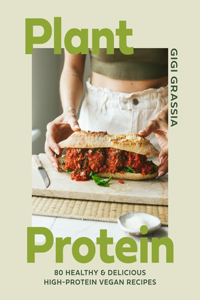 Plant
GIGI GRASSIA
Protein
80 HEALTHY & DELICIOUS
HIGH-PROTEIN VEGAN RECIPES